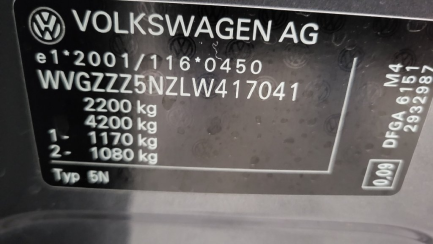 VOLKSWAGEN AG
e1*2001/116*0450
WVGZZZ5NZLW417041
2200 kg
4200 kg
1- 1170 kg
2- 1080 kg
Typ 5N
M4
DFGA 6151
2932987
0,09